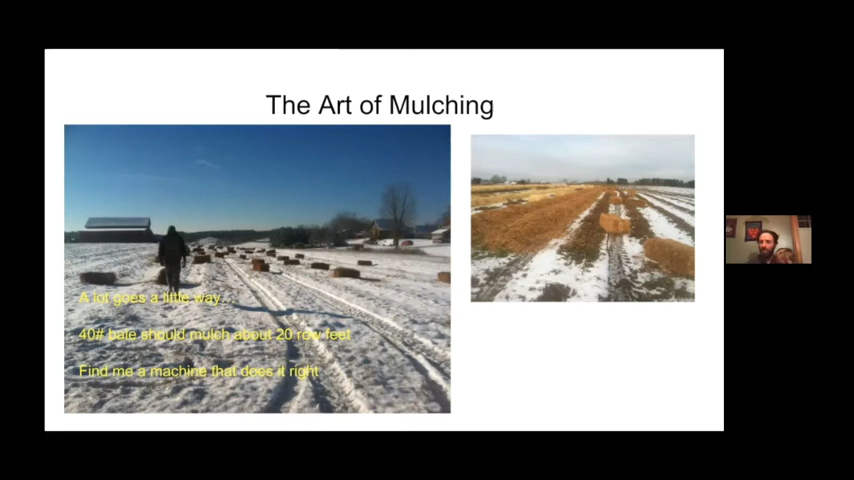 The Art of Mulching
A lot goes a little way...
40# bale should mulch about 20 row feet
Find me a machine that does it right